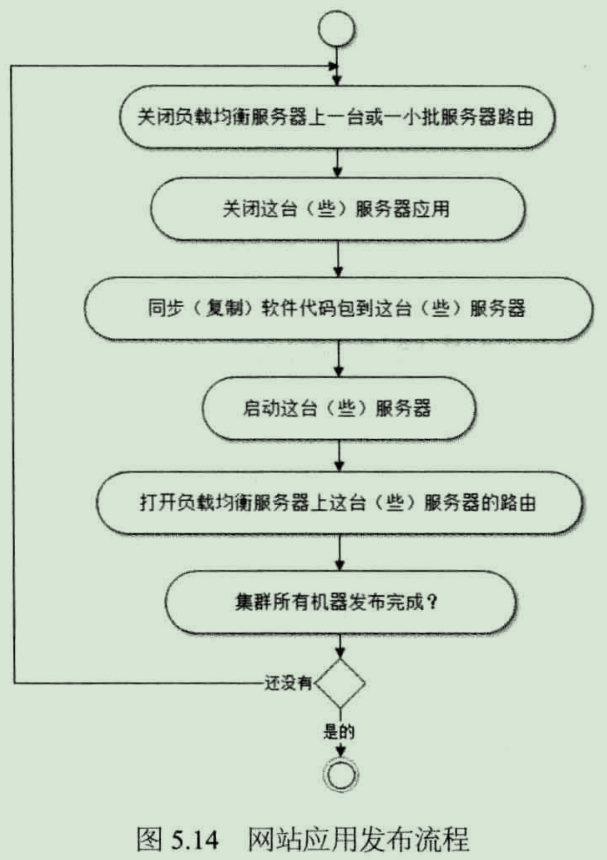 关闭负载均衡服务器上一台或一小批服务器路由
关闭这台（些）服务器应用
同步（复制）软件代码包到这台（些）服务器
启动这台（些）服务器
打开负载均衡服务器上这台（些）服务器的路由
集群所有机器发布完成？
还没有
是的
图 5.14 网站应用发布流程